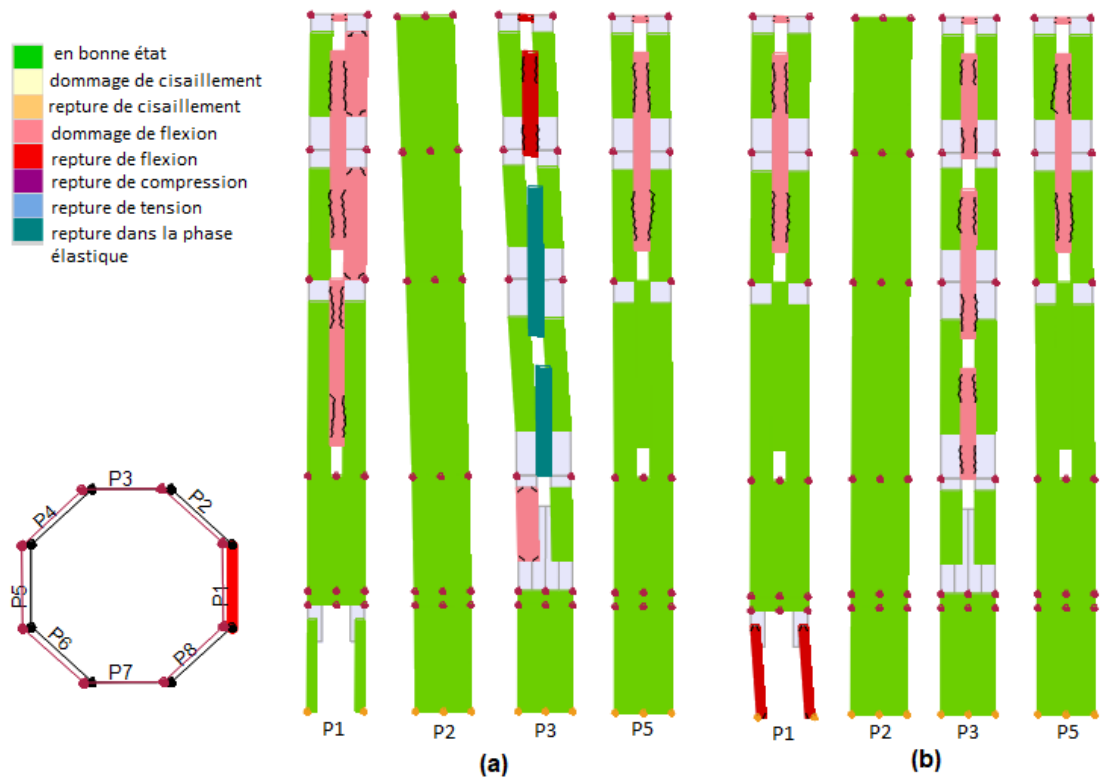 en bonne état
dommage de cisaillement
repture de cisaillement
dommage de flexion
repture de flexion
repture de compression
repture de tension
repture dans la phase
élastique
P3
P2
P4
P5
P1
P6
P8
P7
P1
P2
P3
P5
P1
P2
P3
P5
(a)
(b)